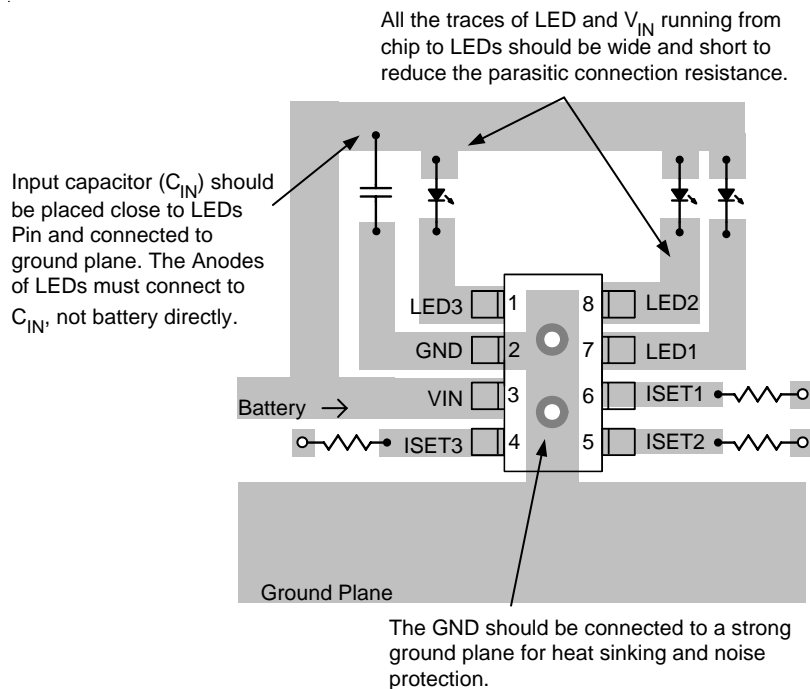 All the traces of LED and VIN running from
chip to LEDs should be wide and short to
reduce the parasitic connection resistance.
Input capacitor (CIN) should
be placed close to LEDs
Pin and connected to
ground plane. The Anodes
of LEDs must connect to
CIN, not battery directly.
LED3 1 8 LED2
GND 2 7 LED1
Battery → VIN 3 6 ISET1
ISET3 4 5 ISET2
Ground Plane
The GND should be connected to a strong
ground plane for heat sinking and noise
protection.